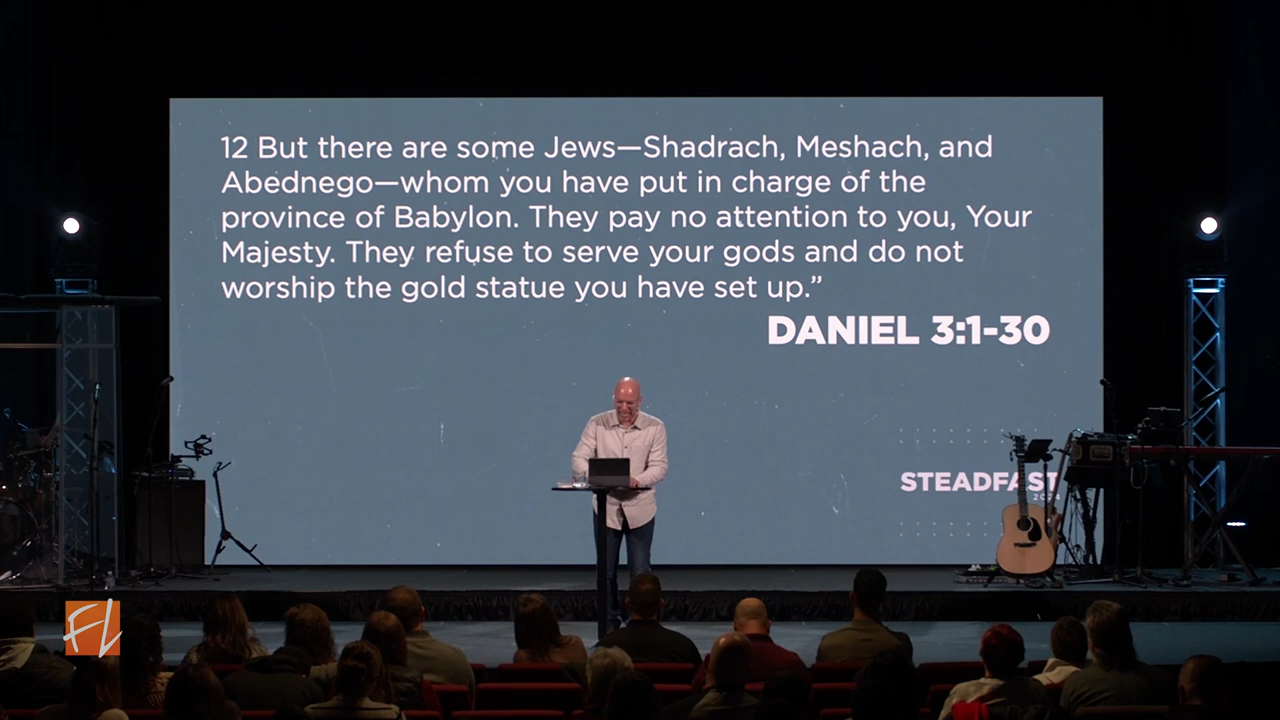 12 But there are some Jews—Shadrach, Meshach, and
Abednego—whom you have put in charge of the
province of Babylon. They pay no attention to you, Your
Majesty. They refuse to serve your gods and do not
worship the gold statue you have set up.”
DANIEL 3:1-30
STEADFAST
FL